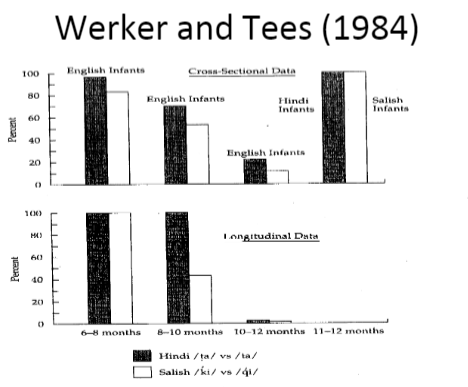 Werker and Tees (1984)
English Infants
Cross-Sectional Data
English Infants
Hindi Infants
Salish Infants
English Infants
Percent
100
80
60
40
20
0
Longitudinal Data
Percent
100
80
60
40
20
0
6–8 months 8–10 months 10–12 months 11–12 months
Hindi /ṭa/ vs /ta/
Salish /k̓i/ vs /q̓i/